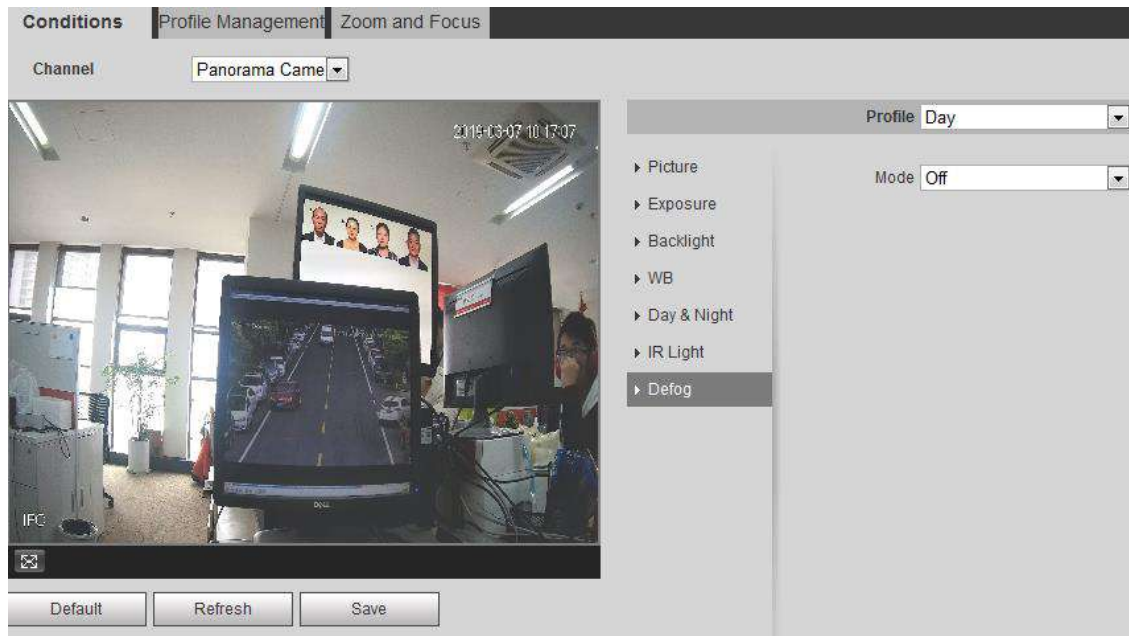 Conditions Profile Management Zoom and Focus
Channel Panorama Came
2019-03-07 10:17:07
Profile Day
Picture
Mode Off
Exposure
Backlight
WB
Day & Night
IR Light
Defog
DELL
IPC
Default Refresh Save